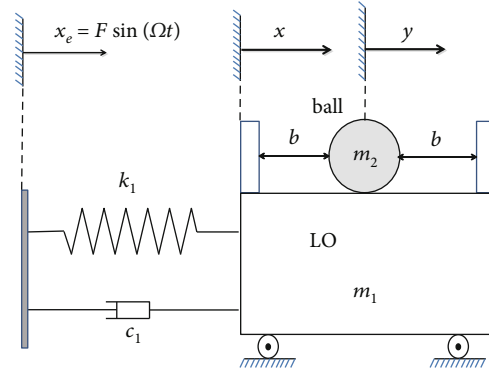 x_e = F sin (Ωt)
x
y
ball
b
b
m_2
k_1
LO
m_1
c_1